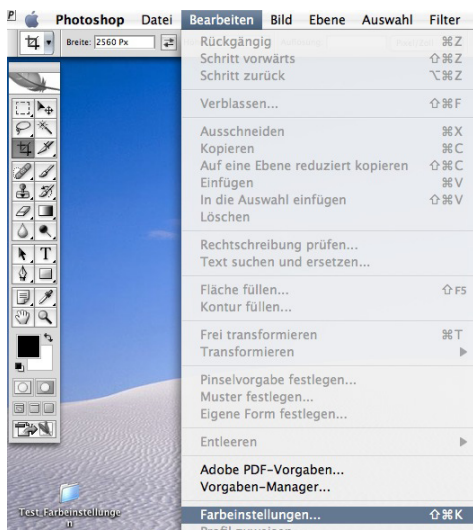 Photoshop Datei Bearbeiten Bild Ebene Auswahl Filter
Breite: 2560 Px
Rückgängig ⌘Z
Schritt vorwärts ⇧⌘Z
Schritt zurück ⌥⌘Z
Verblassen... ⇧⌘F
Ausschneiden ⌘X
Kopieren ⌘C
Auf eine Ebene reduziert kopieren ⇧⌘C
Einfügen ⌘V
In die Auswahl einfügen ⇧⌘V
Löschen
Rechtschreibung prüfen...
Text suchen und ersetzen...
Fläche füllen... ⇧F5
Kontur füllen...
Frei transformieren ⌘T
Transformieren
Pinselvorgabe festlegen...
Muster festlegen...
Eigene Form festlegen...
Entleeren
Adobe PDF-Vorgaben...
Vorgaben-Manager...
Farbeinstellungen... ⇧⌘K
Profil zuweisen
T
Test_Farbeinstellunge
n